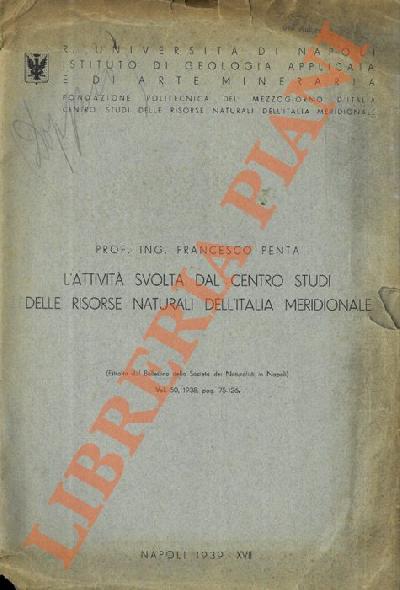 R. UNIVERSITÀ DI NAPOLI
ISTITUTO DI GEOLOGIA APPLICATA
E DI ARTE MINERARIA
FONDAZIONE POLITECNICA DEL MEZZOGIORNO D'ITALIA
CENTRO STUDI DELLE RISORSE NATURALI DELL'ITALIA MERIDIONALE
PROF. ING. FRANCESCO PENTA
L'ATTIVITÀ SVOLTA DAL CENTRO STUDI
DELLE RISORSE NATURALI DELL'ITALIA MERIDIONALE
(Estratto dal Bollettino della Società dei Naturalisti in Napoli)
Vol. 50, 1938, pag. 75-126.
NAPOLI 1939 - XVII
LIBRERIA PIANI